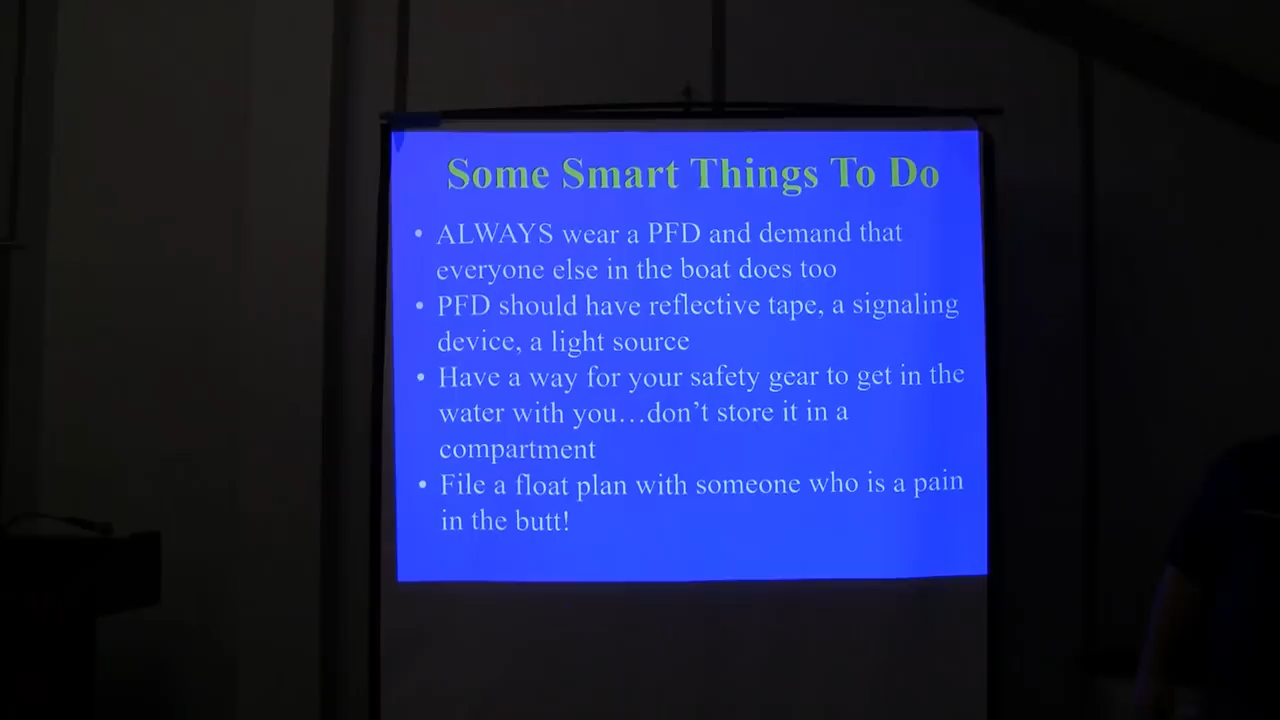 Some Smart Things To Do
• ALWAYS wear a PFD and demand that
everyone else in the boat does too
• PFD should have reflective tape, a signaling
device, a light source
• Have a way for your safety gear to get in the
water with you…don't store it in a
compartment
• File a float plan with someone who is a pain
in the butt!